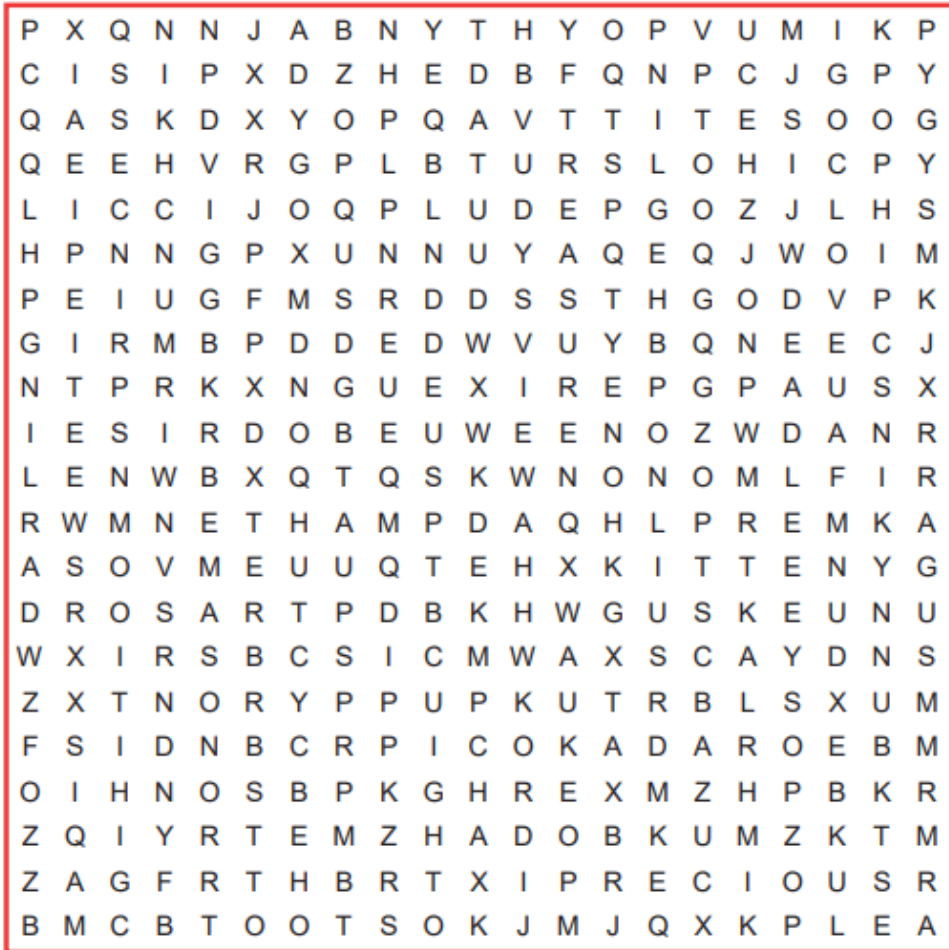 P X Q N N J A B N Y T H Y O P V U M I K P
C I S I P X D Z H E D B F Q N P C J G P Y
Q A S K D X Y O P Q A V T T I T E S O O G
Q E E H V R G P L B T U R S L O H I C P Y
L I C C I J O Q P L U D E P G O Z J L H S
H P N N G P X U N N U Y A Q E Q J W O I M
P E I U G F M S R D D S S T H G O D V P K
G I R M B P D D E D W V U Y B Q N E E C J
N T P R K X N G U E X I R E P G P A U S X
I E S I R D O B E U W E E N O Z W D A N R
L E N W B X Q T Q S K W N O N O M L F I R
R W M N E T H A M P D A Q H L P R E M K A
A S O V M E U U Q T E H X K I T T E N Y G
D R O S A R T P D B K H W G U S K E U N U
W X I R S B C S I C M W A X S C A Y D N S
Z X T N O R Y P P U P K U T R B L S X U M
F S I D N B C R P I C O K A D A R O E B M
O I H N O S B P K G H R E X M Z H P B K R
Z Q I Y R T E M Z H A D O B K U M Z K T M
Z A G F R T H B R T X I P R E C I O U S R
B M C B T O O T S O K J M J Q X K P L E A